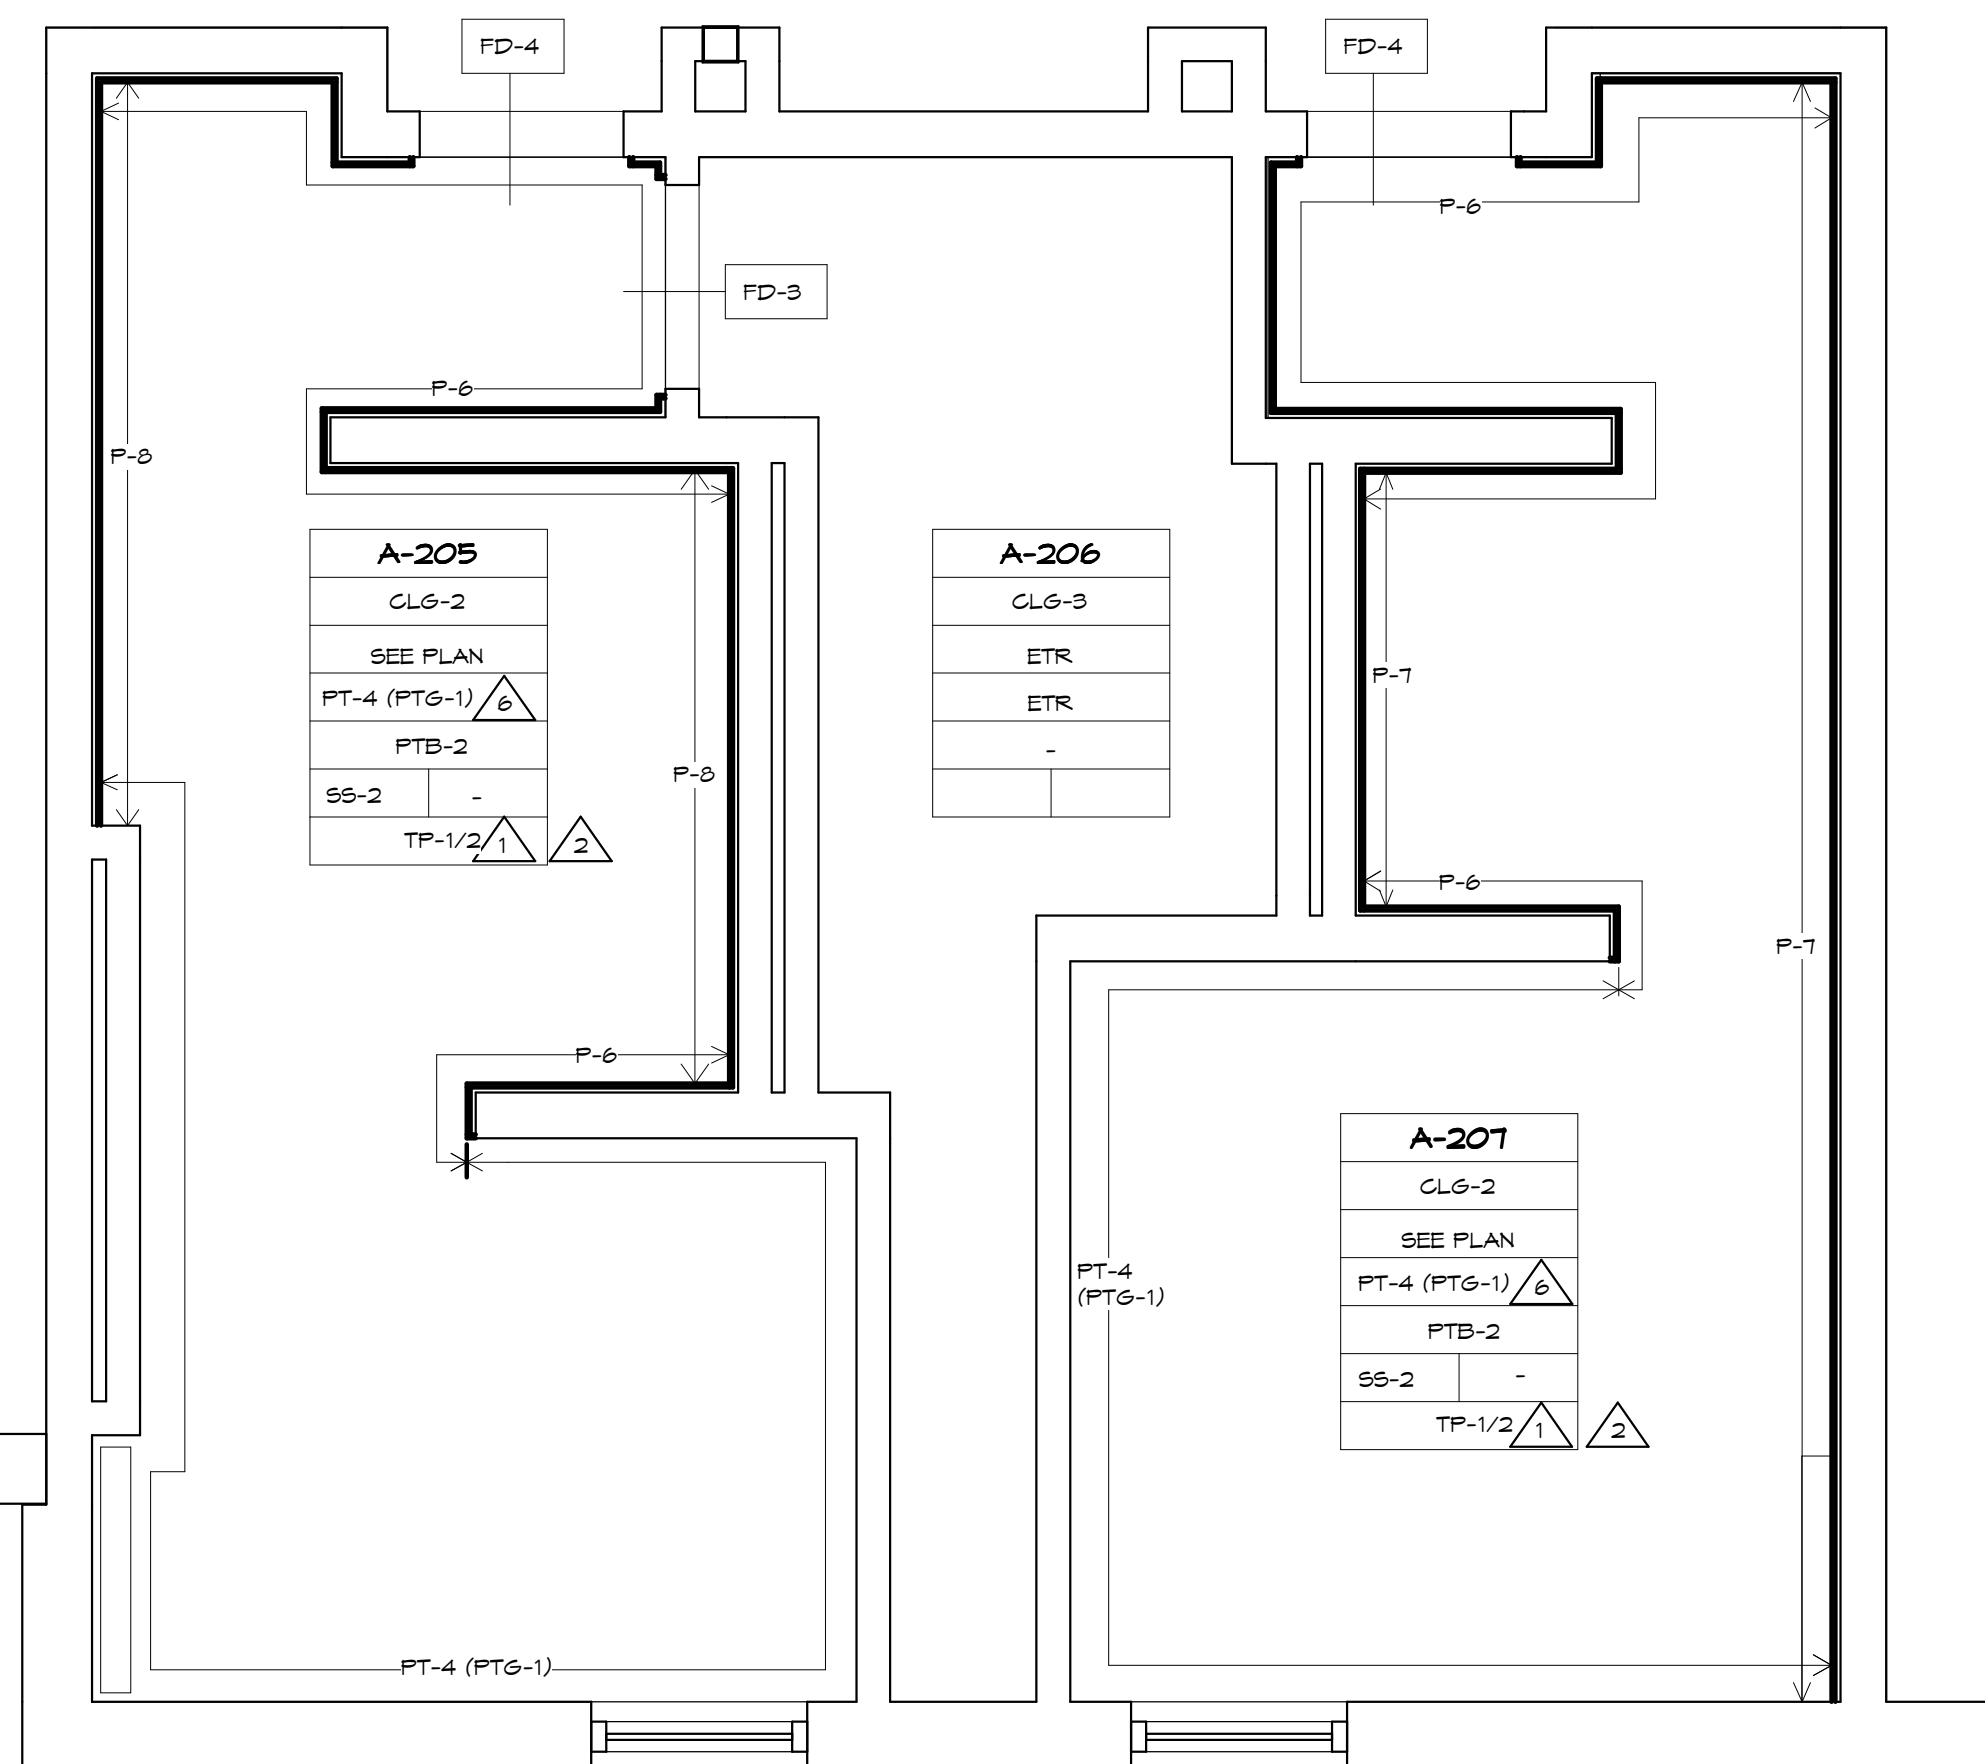 FD-4
FD-4
P-6
FD-3
P-6
P-8
A-205
CLG-2
SEE PLAN
PT-4 (PTG-1) 6
PTB-2
SS-2 -
TP-1/2 1 2
A-206
CLG-3
ETR
ETR
-
P-7
P-8
P-6
P-7
P-6
A-207
CLG-2
SEE PLAN
PT-4 (PTG-1) 6
PTB-2
SS-2 -
TP-1/2 1 2
PT-4
(PTG-1)
PT-4 (PTG-1)